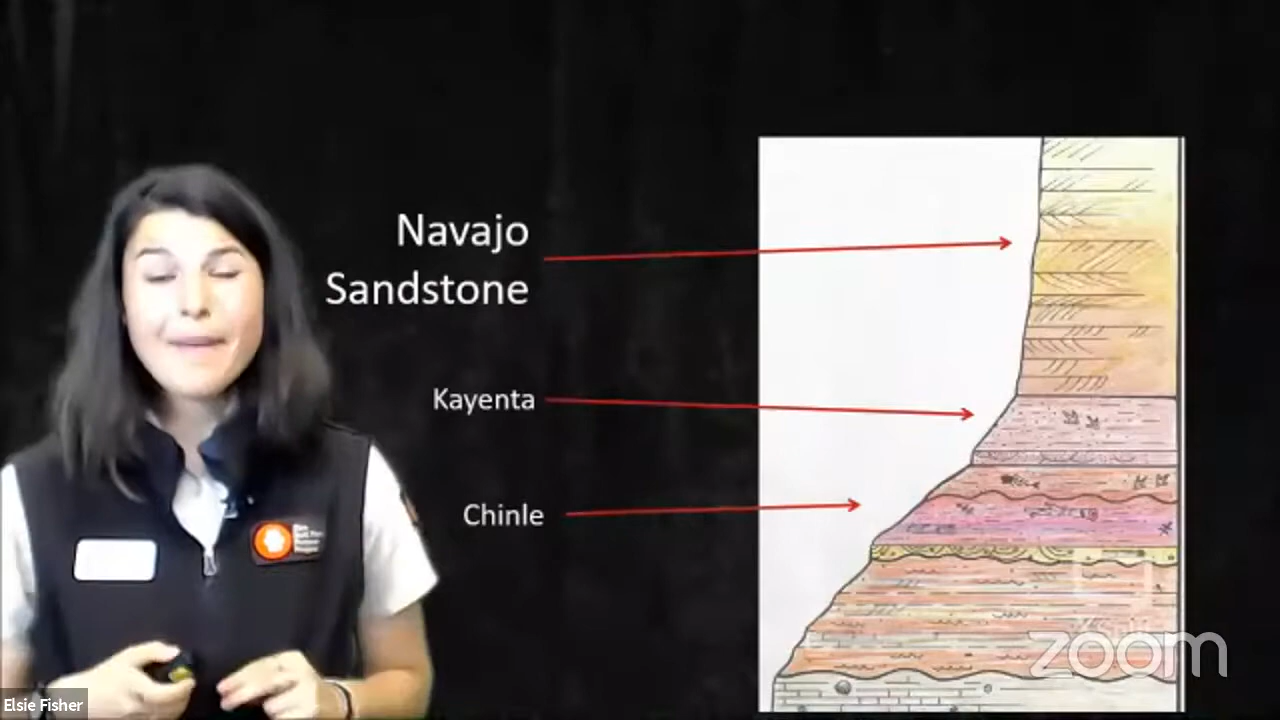 Navajo
Sandstone
Kayenta
Chinle
zoom
Elsie Fisher